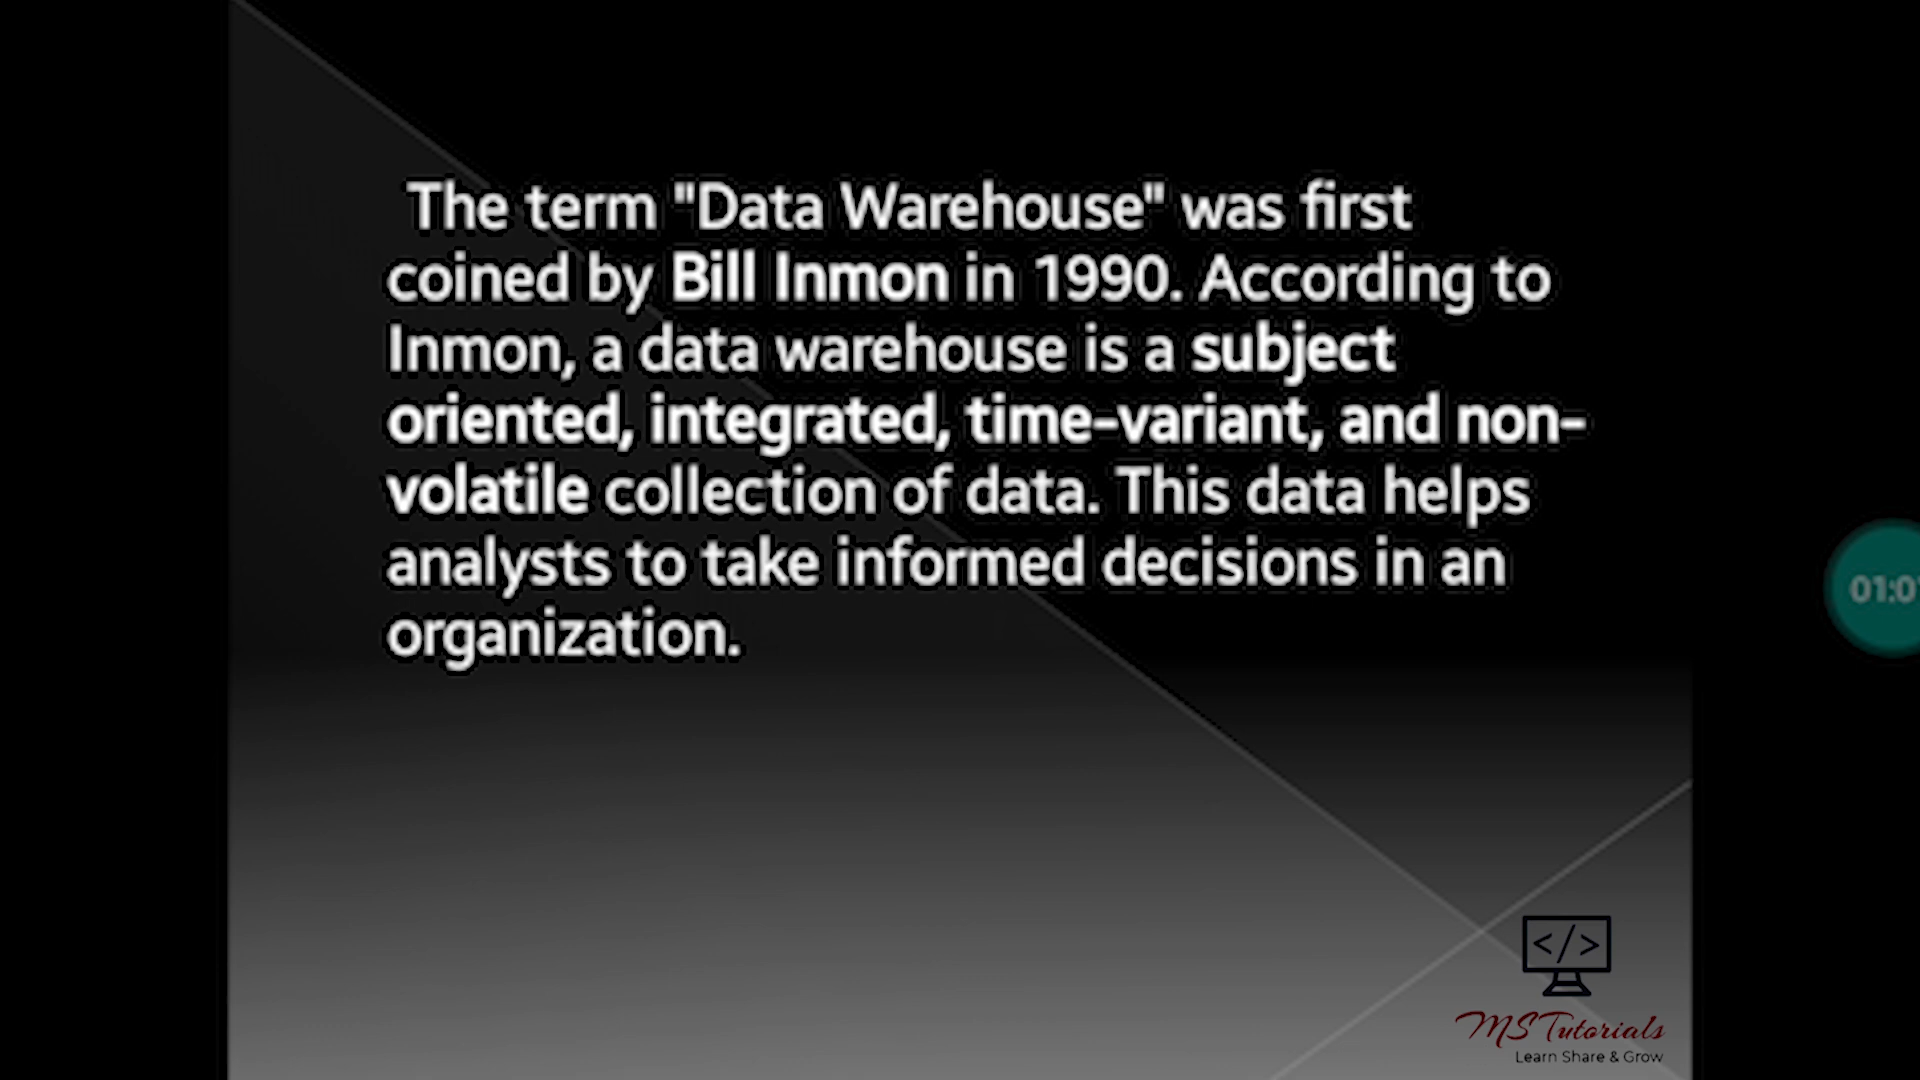 The term "Data Warehouse" was first
coined by Bill Inmon in 1990. According to
Inmon, a data warehouse is a subject
oriented, integrated, time-variant, and non-
volatile collection of data. This data helps
analysts to take informed decisions in an
organization.
</>
MS Tutorials
Learn Share & Grow